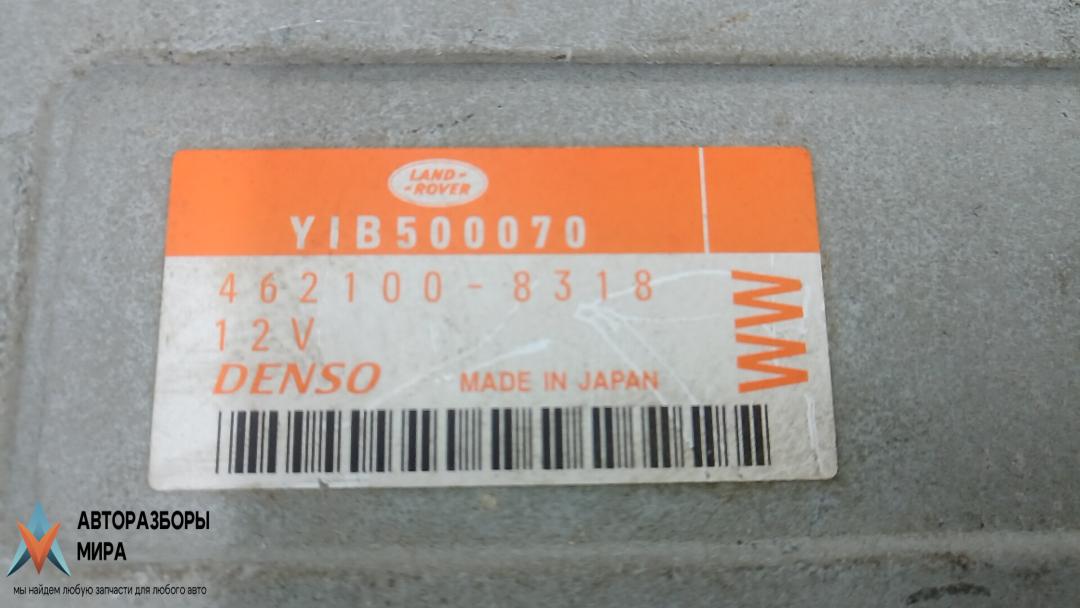 LAND-
-ROVER
YIB500070
462100-8318
12V
WW
DENSO
MADE IN JAPAN
АВТОРАЗБОРЫ
МИРА
мы найдем любую запчасти для любого авто